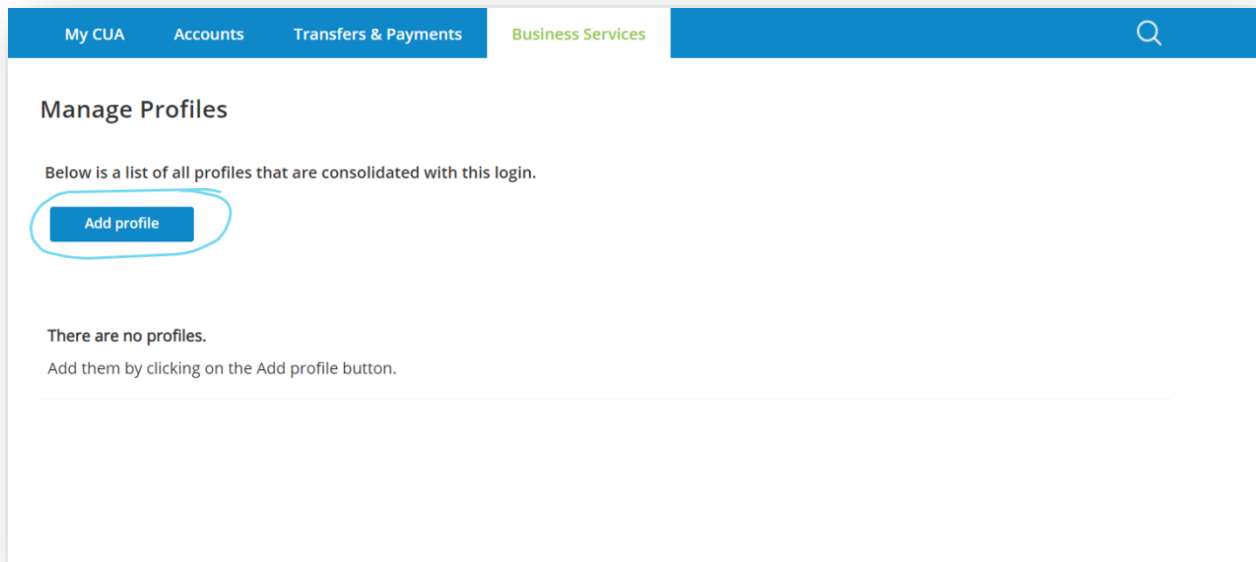 My CUA Accounts Transfers & Payments Business Services
Manage Profiles
Below is a list of all profiles that are consolidated with this login.
Add profile
There are no profiles.
Add them by clicking on the Add profile button.